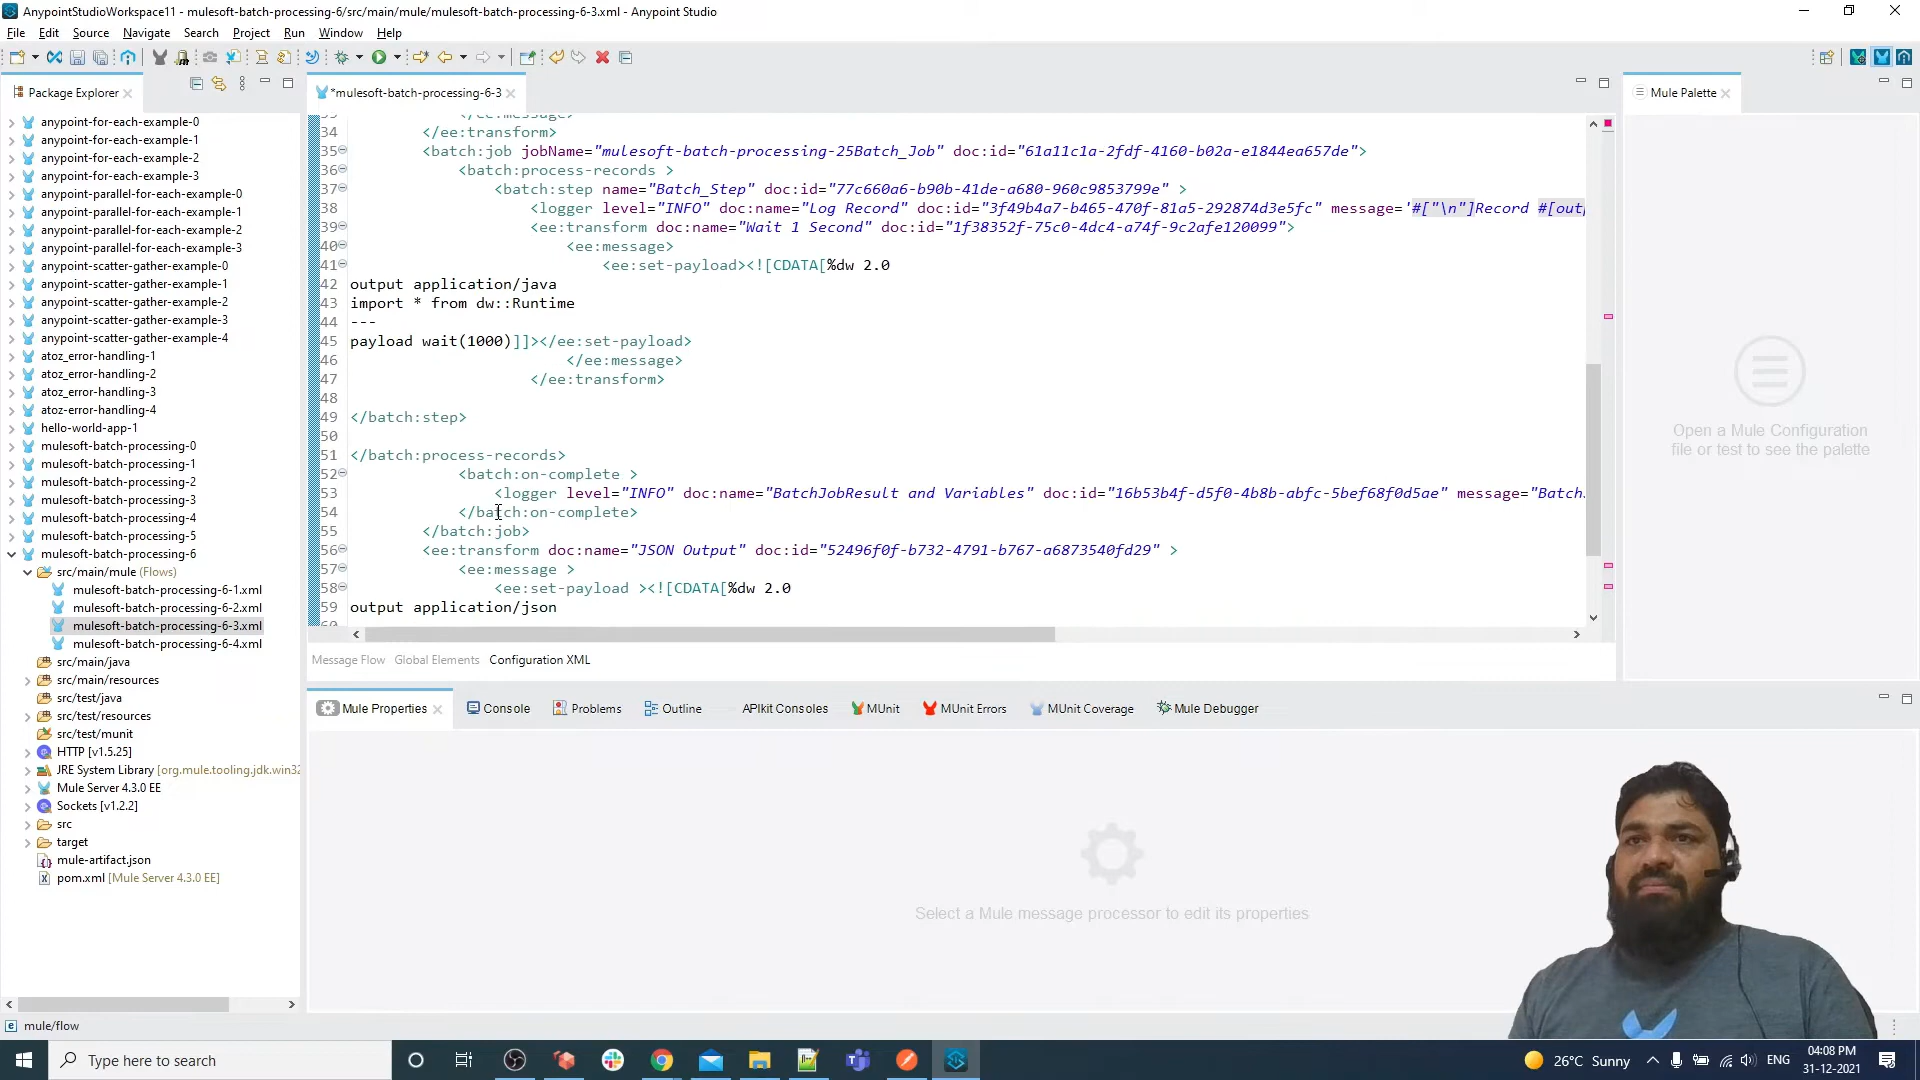 AnypointStudioWorkspace11 - mulesoft-batch-processing-6/src/main/mule/mulesoft-batch-processing-6-3.xml - Anypoint Studio
File Edit Source Navigate Search Project Run Window Help
Package Explorer
anypoint-for-each-example-0
anypoint-for-each-example-1
anypoint-for-each-example-2
anypoint-for-each-example-3
anypoint-parallel-for-each-example-0
anypoint-parallel-for-each-example-1
anypoint-parallel-for-each-example-2
anypoint-parallel-for-each-example-3
anypoint-scatter-gather-example-0
anypoint-scatter-gather-example-1
anypoint-scatter-gather-example-2
anypoint-scatter-gather-example-3
anypoint-scatter-gather-example-4
atoz_error-handling-1
atoz_error-handling-2
atoz_error-handling-3
atoz-error-handling-4
hello-world-app-1
mulesoft-batch-processing-0
mulesoft-batch-processing-1
mulesoft-batch-processing-2
mulesoft-batch-processing-3
mulesoft-batch-processing-4
mulesoft-batch-processing-5
mulesoft-batch-processing-6
src/main/mule (Flows)
mulesoft-batch-processing-6-1.xml
mulesoft-batch-processing-6-2.xml
mulesoft-batch-processing-6-3.xml
mulesoft-batch-processing-6-4.xml
src/main/java
src/main/resources
src/test/java
src/test/resources
src/test/munit
HTTP [v1.5.25]
JRE System Library [org.mule.tooling.jdk.win32
Mule Server 4.3.0 EE
Sockets [v1.2.2]
src
target
mule-artifact.json
pom.xml [Mule Server 4.3.0 EE]
mule/flow
*mulesoft-batch-processing-6-3
33 </ee:message>
34 </ee:transform>
35 <batch:job jobName="mulesoft-batch-processing-25Batch_Job" doc:id="61a11c1a-2fdf-4160-b02a-e1844ea657de">
36 <batch:process-records >
37 <batch:step name="Batch_Step" doc:id="77c660a6-b90b-41de-a680-960c9853799e" >
38 <logger level="INFO" doc:name="Log Record" doc:id="3f49b4a7-b465-470f-81a5-292874d3e5fc" message='#["\n"]Record #[outp
39 <ee:transform doc:name="Wait 1 Second" doc:id="1f38352f-75c0-4dc4-a74f-9c2afe120099">
40 <ee:message>
41 <ee:set-payload><![CDATA[%dw 2.0
42 output application/java
43 import * from dw::Runtime
44 ---
45 payload wait(1000)]]></ee:set-payload>
46 </ee:message>
47 </ee:transform>
48
49 </batch:step>
50
51 </batch:process-records>
52 <batch:on-complete >
53 <logger level="INFO" doc:name="BatchJobResult and Variables" doc:id="16b53b4f-d5f0-4b8b-abfc-5bef68f0d5ae" message="Batch
54 </batch:on-complete>
55 </batch:job>
56 <ee:transform doc:name="JSON Output" doc:id="52496f0f-b732-4791-b767-a6873540fd29" >
57 <ee:message >
58 <ee:set-payload ><![CDATA[%dw 2.0
59 output application/json
60
Message Flow Global Elements Configuration XML
Mule Palette
Open a Mule Configuration
file or test to see the palette
Mule Properties Console Problems Outline APIkit Consoles MUnit MUnit Errors MUnit Coverage Mule Debugger
Select a Mule message processor to edit its properties
Type here to search
26°C Sunny
ENG
04:08 PM
31-12-2021